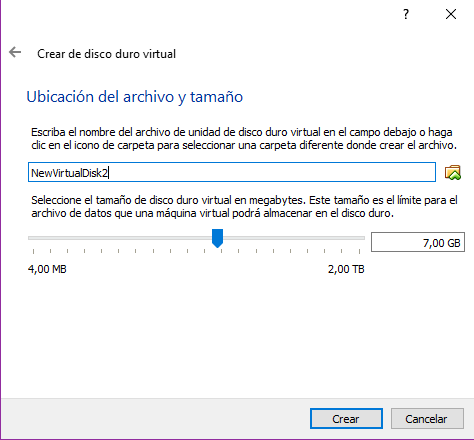 ?
Crear de disco duro virtual
Ubicación del archivo y tamaño
Escriba el nombre del archivo de unidad de disco duro virtual en el campo debajo o haga
clic en el icono de carpeta para seleccionar una carpeta diferente donde crear el archivo.
NewVirtualDisk2
Seleccione el tamaño de disco duro virtual en megabytes. Este tamaño es el límite para el
archivo de datos que una máquina virtual podrá almacenar en el disco duro.
7,00 GB
4,00 MB 2,00 TB
Crear Cancelar